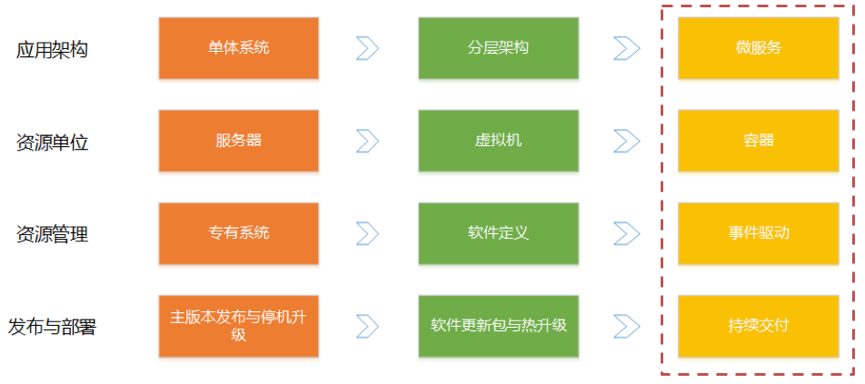 应用架构
单体系统
分层架构
微服务
资源单位
服务器
虚拟机
容器
资源管理
专有系统
软件定义
事件驱动
发布与部署
主版本发布与停机升
级
软件更新包与热升级
持续交付